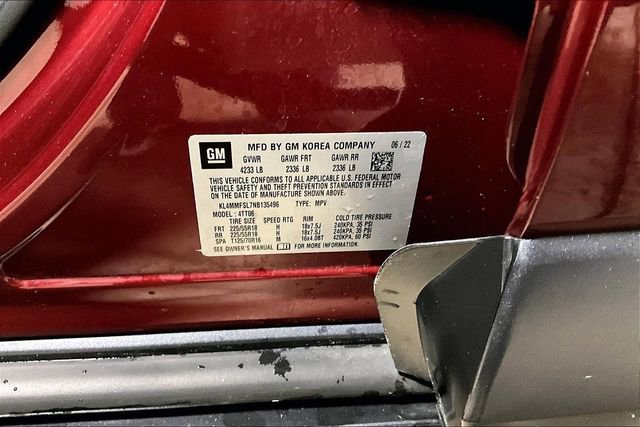 GM MFD BY GM KOREA COMPANY 06 / 22
GVWR GAWR FRT GAWR RR
4233 LB 2336 LB 2336 LB
THIS VEHICLE CONFORMS TO ALL APPLICABLE U.S. FEDERAL MOTOR
VEHICLE SAFETY AND THEFT PREVENTION STANDARDS IN EFFECT
ON THE DATE OF MANUFACTURE SHOWN ABOVE.
KL4MMFSL7NB135496 TYPE: MPV
MODEL: 4TT06
TIRE SIZE SPEED RTG RIM COLD TIRE PRESSURE
FRT 225/55R18 H 18x7.5J 240KPA, 35 PSI
RR 225/55R18 H 18x7.5J 240KPA, 35 PSI
SPA T125/70R16 M 16x4.0BT 420KPA, 60 PSI
SEE OWNER'S MANUAL FOR MORE INFORMATION.